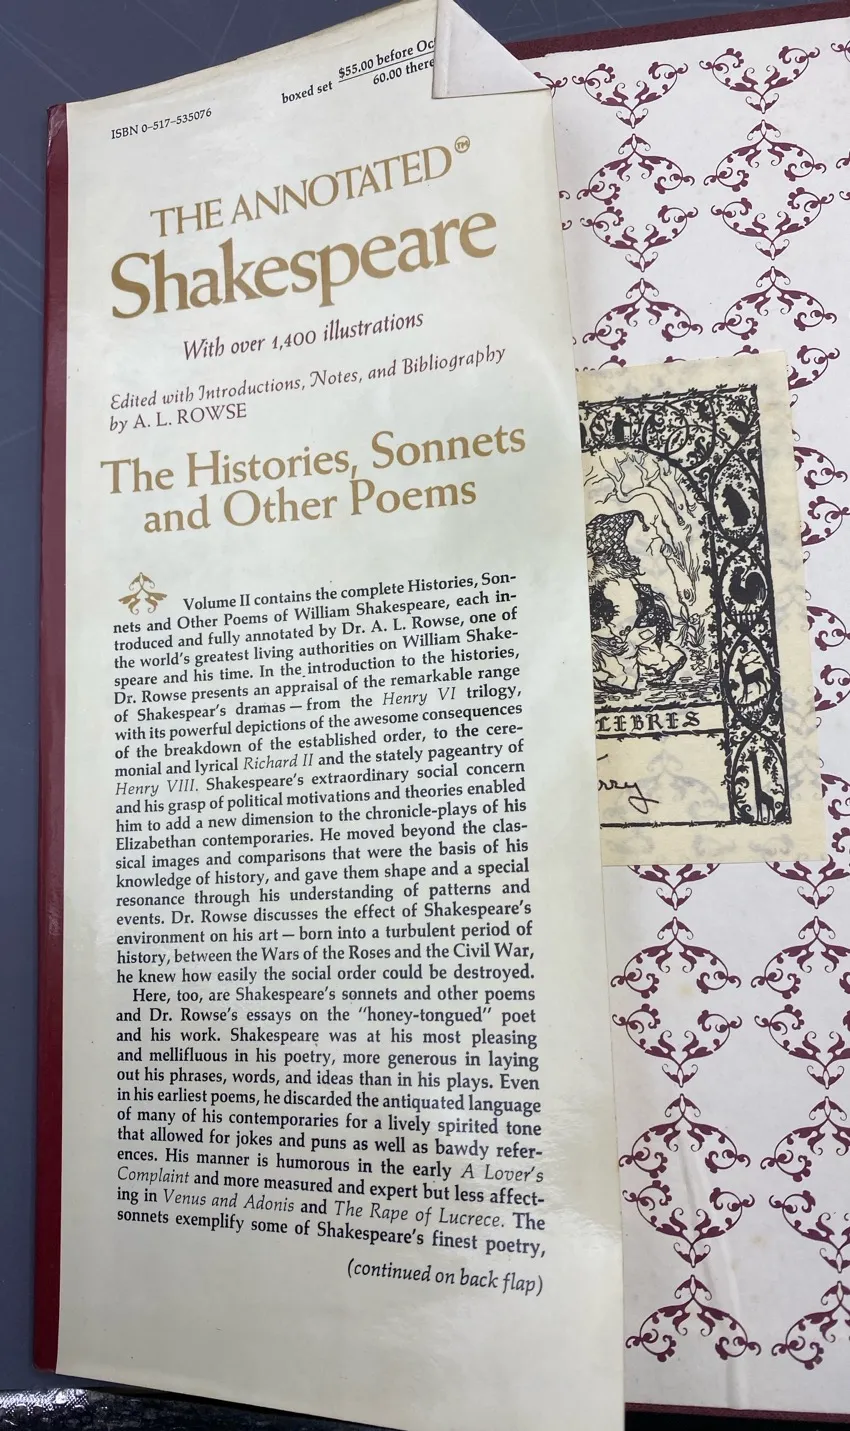 $55.00 before Oc
boxed set 60.00 there
ISBN 0-517-535076
THE ANNOTATED™
Shakespeare
With over 1,400 illustrations
Edited with Introductions, Notes, and Bibliography
by A. L. ROWSE
The Histories, Sonnets
and Other Poems
Volume II contains the complete Histories, Son-
nets and Other Poems of William Shakespeare, each in-
troduced and fully annotated by Dr. A. L. Rowse, one of
the world's greatest living authorities on William Shake-
speare and his time. In the introduction to the histories,
Dr. Rowse presents an appraisal of the remarkable range
of Shakespear's dramas — from the Henry VI trilogy,
with its powerful depictions of the awesome consequences
of the breakdown of the established order, to the cere-
monial and lyrical Richard II and the stately pageantry of
Henry VIII. Shakespeare's extraordinary social concern
and his grasp of political motivations and theories enabled
him to add a new dimension to the chronicle-plays of his
Elizabethan contemporaries. He moved beyond the clas-
sical images and comparisons that were the basis of his
knowledge of history, and gave them shape and a special
resonance through his understanding of patterns and
events. Dr. Rowse discusses the effect of Shakespeare's
environment on his art — born into a turbulent period of
history, between the Wars of the Roses and the Civil War,
he knew how easily the social order could be destroyed.
Here, too, are Shakespeare's sonnets and other poems
and Dr. Rowse's essays on the "honey-tongued" poet
and his work. Shakespeare was at his most pleasing
and mellifluous in his poetry, more generous in laying
out his phrases, words, and ideas than in his plays. Even
in his earliest poems, he discarded the antiquated language
of many of his contemporaries for a lively spirited tone
that allowed for jokes and puns as well as bawdy refer-
ences. His manner is humorous in the early A Lover's
Complaint and more measured and expert but less affect-
ing in Venus and Adonis and The Rape of Lucrece. The
sonnets exemplify some of Shakespeare's finest poetry,
(continued on back flap)
LIBRIS